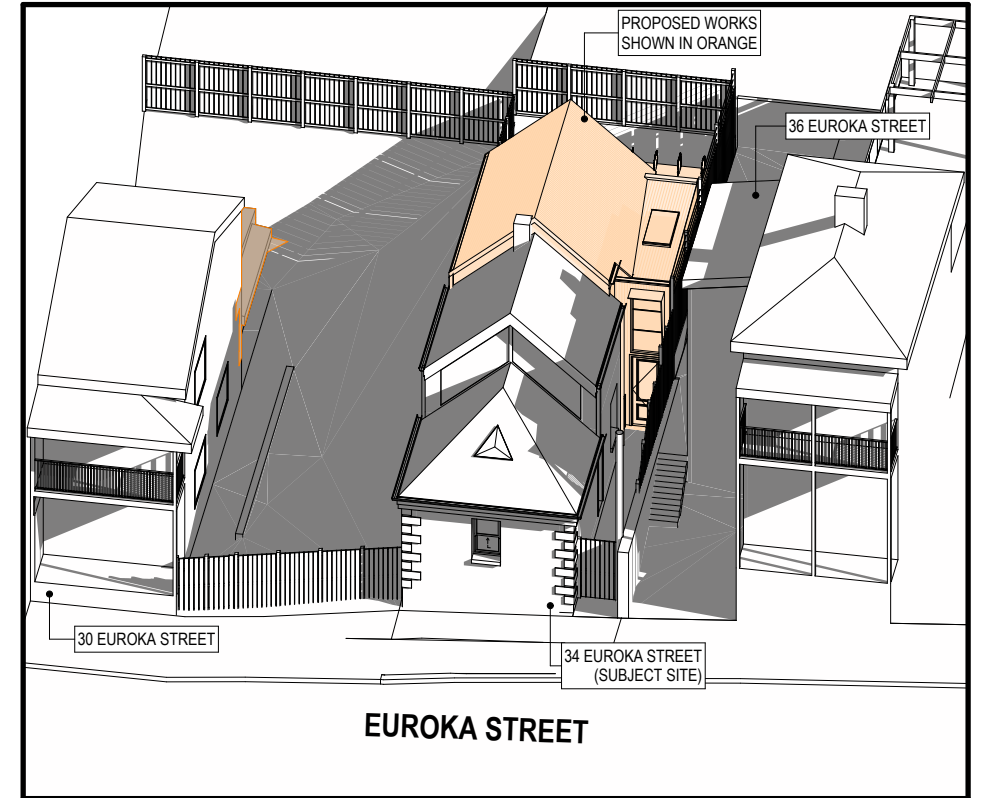 PROPOSED WORKS
SHOWN IN ORANGE
36 EUROKA STREET
30 EUROKA STREET
34 EUROKA STREET
(SUBJECT SITE)
EUROKA STREET